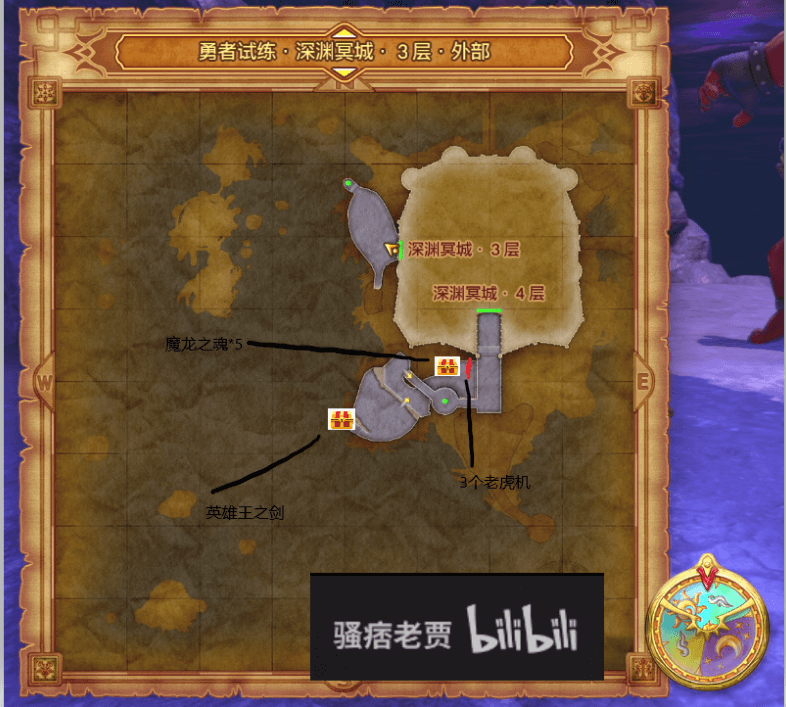 勇者试练·深渊冥城· 3层·外部
N
深渊冥城· 3层
深渊冥城· 4层
魔龙之魂*5
W
E
3个老虎机
英雄王之剑
骚痞老贾 bilibili